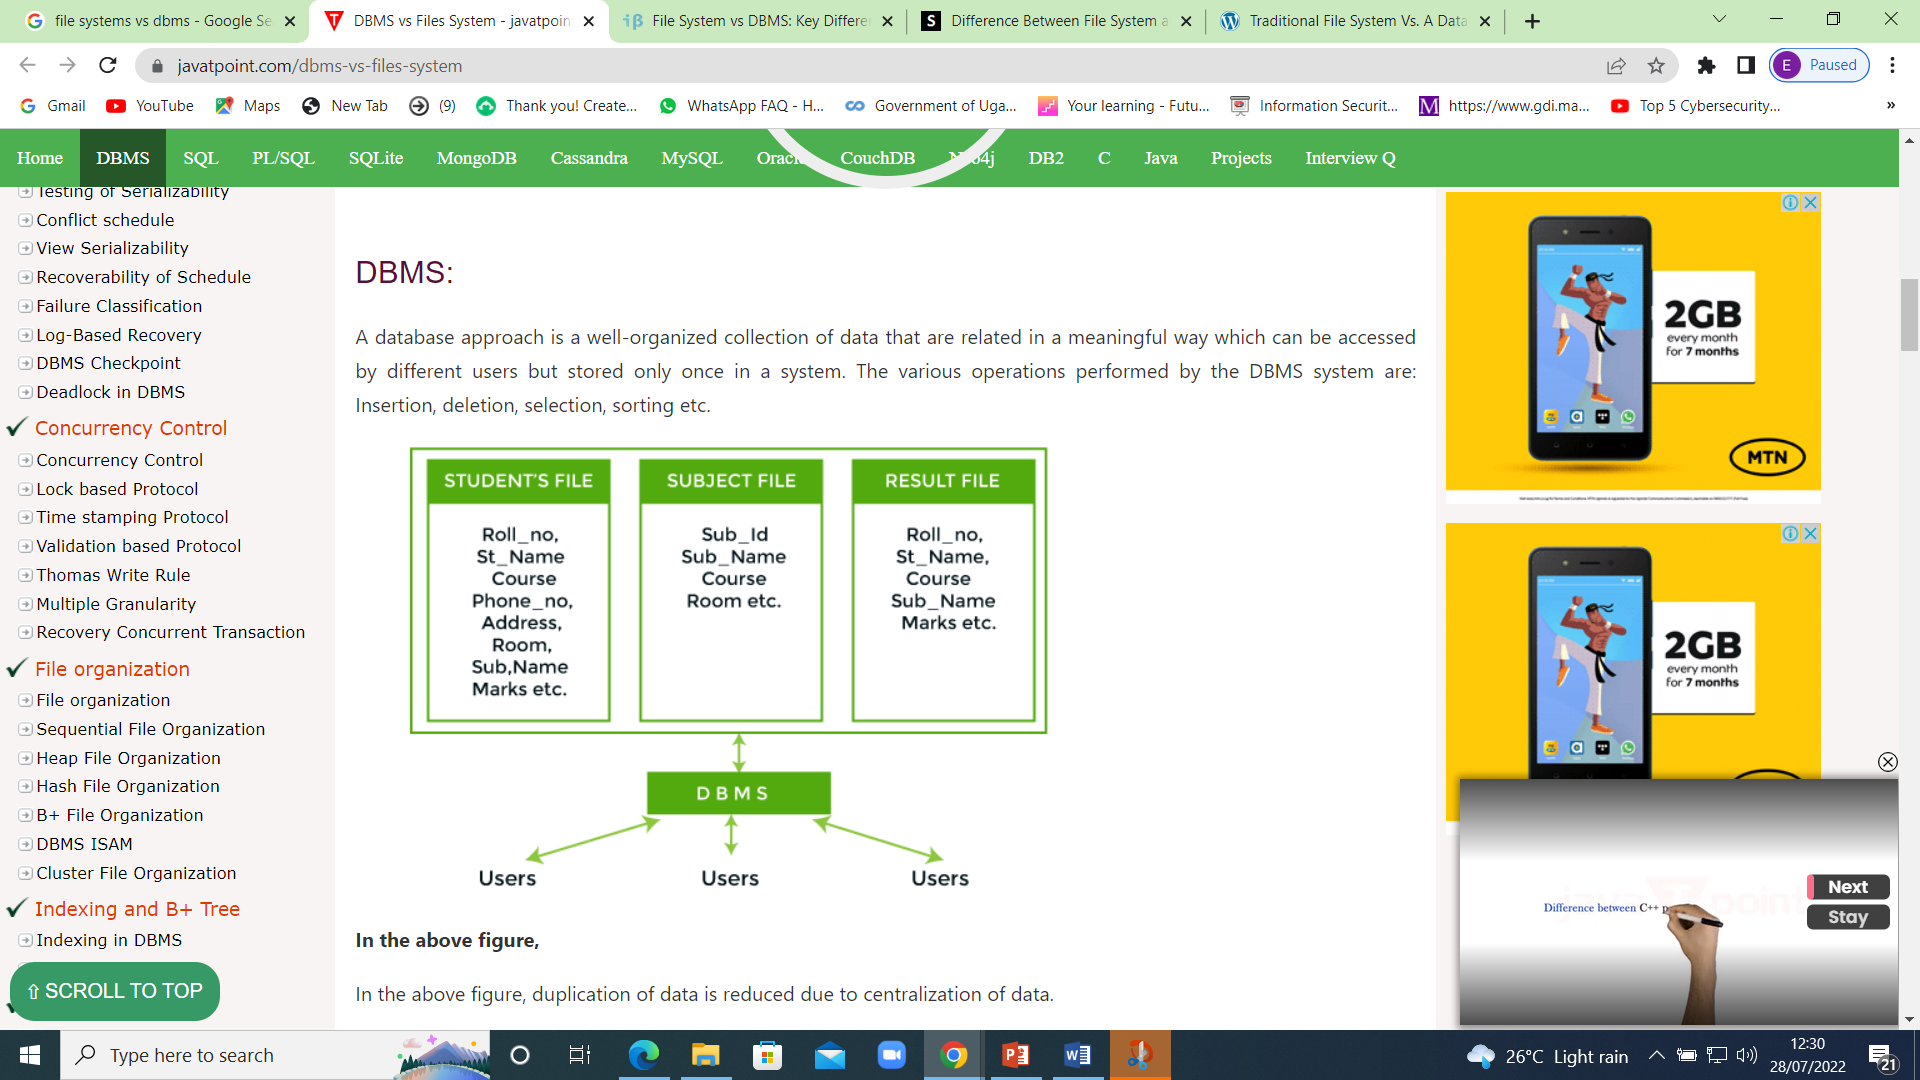 file systems vs dbms - Google Se
DBMS vs Files System - javatpoin
File System vs DBMS: Key Differe
S
Difference Between File System a
Traditional File System Vs. A Data
javatpoint.com/dbms-vs-files-system
E Paused
Gmail
YouTube
Maps
New Tab
(9)
Thank you! Create...
WhatsApp FAQ - H...
Government of Uga...
Your learning - Futu...
Information Securit...
M
https://www.gdi.ma...
Top 5 Cybersecurity...
»
Home
DBMS
SQL
PL/SQL
SQLite
MongoDB
Cassandra
MySQL
CouchDB
DB2
C
Java
Projects
Interview Q
Testing of Serializability
Conflict schedule
View Serializability
Recoverability of Schedule
Failure Classification
Log-Based Recovery
DBMS Checkpoint
Deadlock in DBMS
Concurrency Control
Concurrency Control
Lock based Protocol
Time stamping Protocol
Validation based Protocol
Thomas Write Rule
Multiple Granularity
Recovery Concurrent Transaction
File organization
File organization
Sequential File Organization
Heap File Organization
Hash File Organization
B+ File Organization
DBMS ISAM
Cluster File Organization
Indexing and B+ Tree
Indexing in DBMS
⇧ SCROLL TO TOP
DBMS:
A database approach is a well-organized collection of data that are related in a meaningful way which can be accessed
by different users but stored only once in a system. The various operations performed by the DBMS system are:
Insertion, deletion, selection, sorting etc.
STUDENT'S FILE
Roll_no,
St_Name
Course
Phone_no,
Address,
Room,
Sub,Name
Marks etc.
SUBJECT FILE
Sub_Id
Sub_Name
Course
Room etc.
RESULT FILE
Roll_no,
St_Name,
Course
Sub_Name
Marks etc.
DBMS
Users
Users
Users
In the above figure,
In the above figure, duplication of data is reduced due to centralization of data.
2GB
every month
for 7 months
MTN
2GB
every month
for 7 months
Difference between C++
Next
Stay
Type here to search
26°C Light rain
12:30
28/07/2022
21